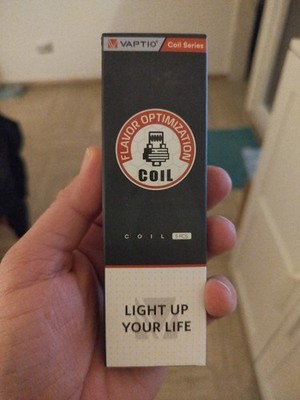 VAPTIO® Coil Series
FLAVOR OPTIMIZATION
COIL
COIL
LIGHT UP
YOUR LIFE